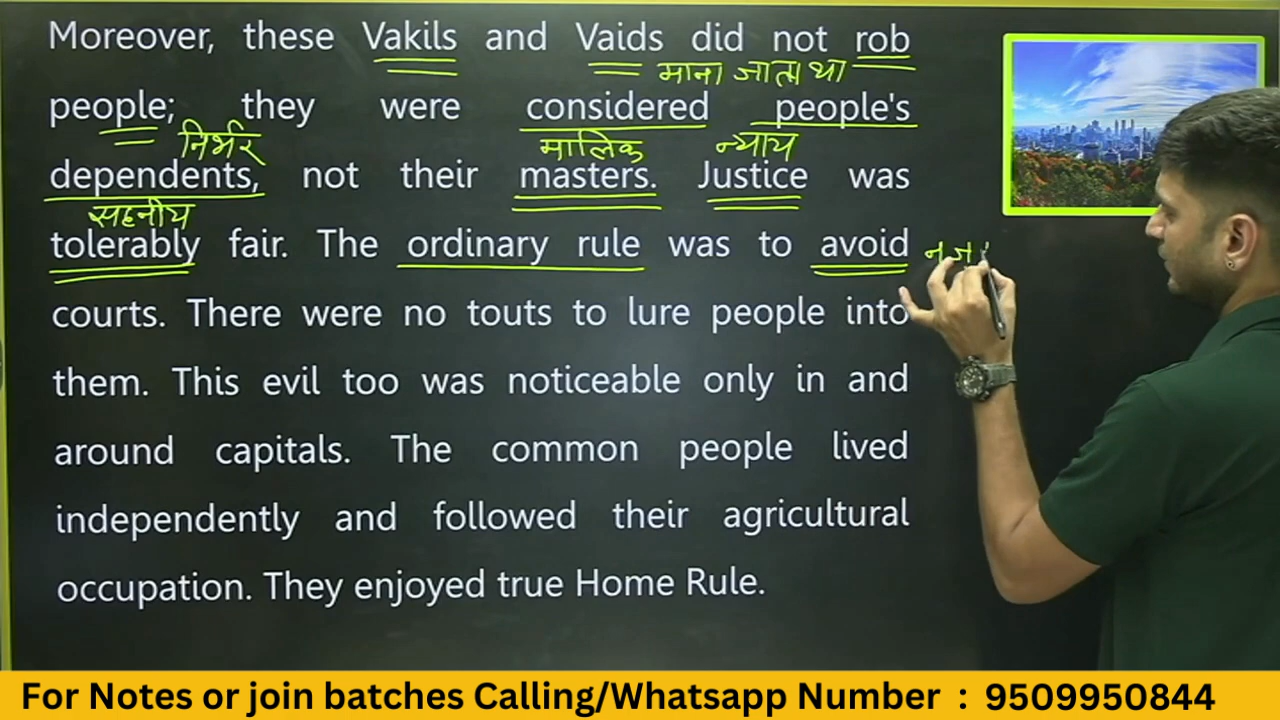 Moreover, these Vakils and Vaids did not rob
माना जाता था
people; they were considered people's
निर्भर मालिक न्याय
dependents, not their masters. Justice was
सहनीय
tolerably fair. The ordinary rule was to avoid
courts. There were no touts to lure people into
them. This evil too was noticeable only in and
around capitals. The common people lived
independently and followed their agricultural
occupation. They enjoyed true Home Rule.
For Notes or join batches Calling/Whatsapp Number : 9509950844